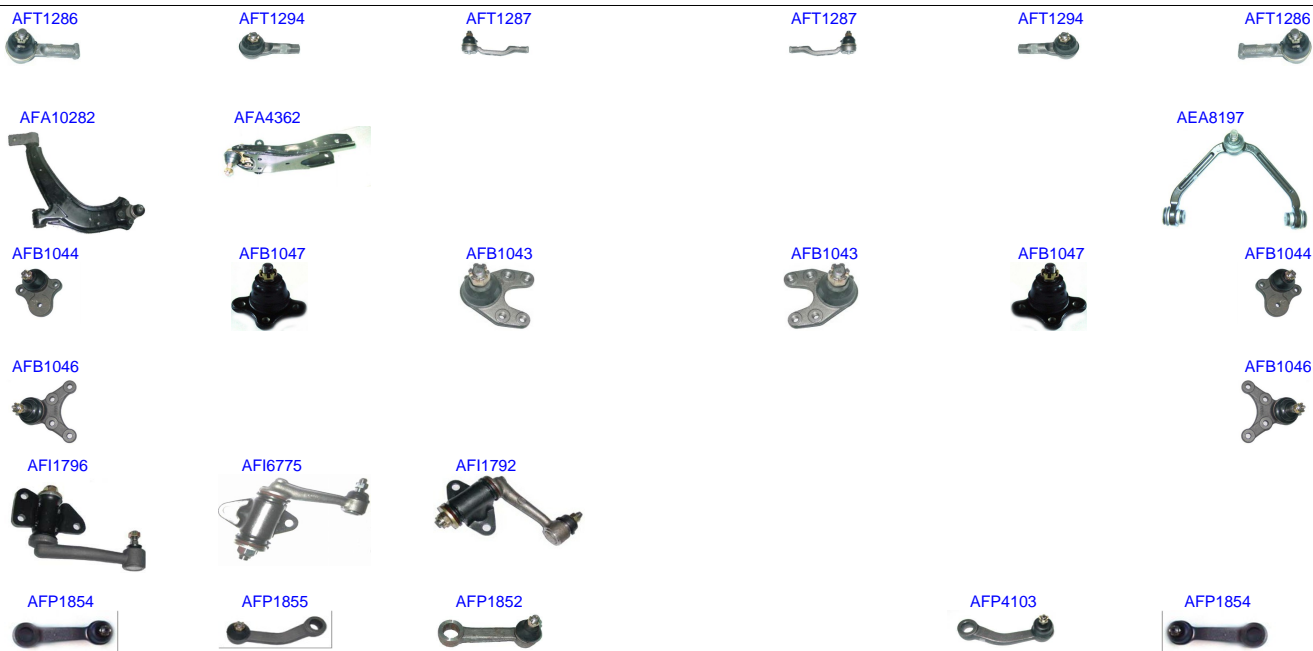 AFT1286 AFT1294 AFT1287 AFT1287 AFT1294 AFT1286
AFA10282 AFA4362 AEA8197
AFB1044 AFB1047 AFB1043 AFB1043 AFB1047 AFB1044
AFB1046 AFB1046
AFI1796 AFI6775 AFI1792
AFP1854 AFP1855 AFP1852 AFP4103 AFP1854